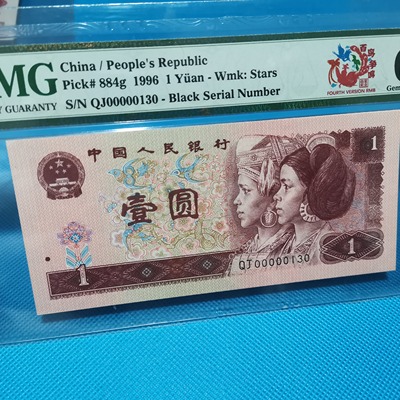 MG
China / People's Republic
Pick# 884g 1996 1 Yüan - Wmk: Stars
Y GUARANTY
S/N QJ00000130 - Black Serial Number
FOURTH VERSION RMB
Gem
中国人民银行
1
壹圆
1
1
QJ00000130